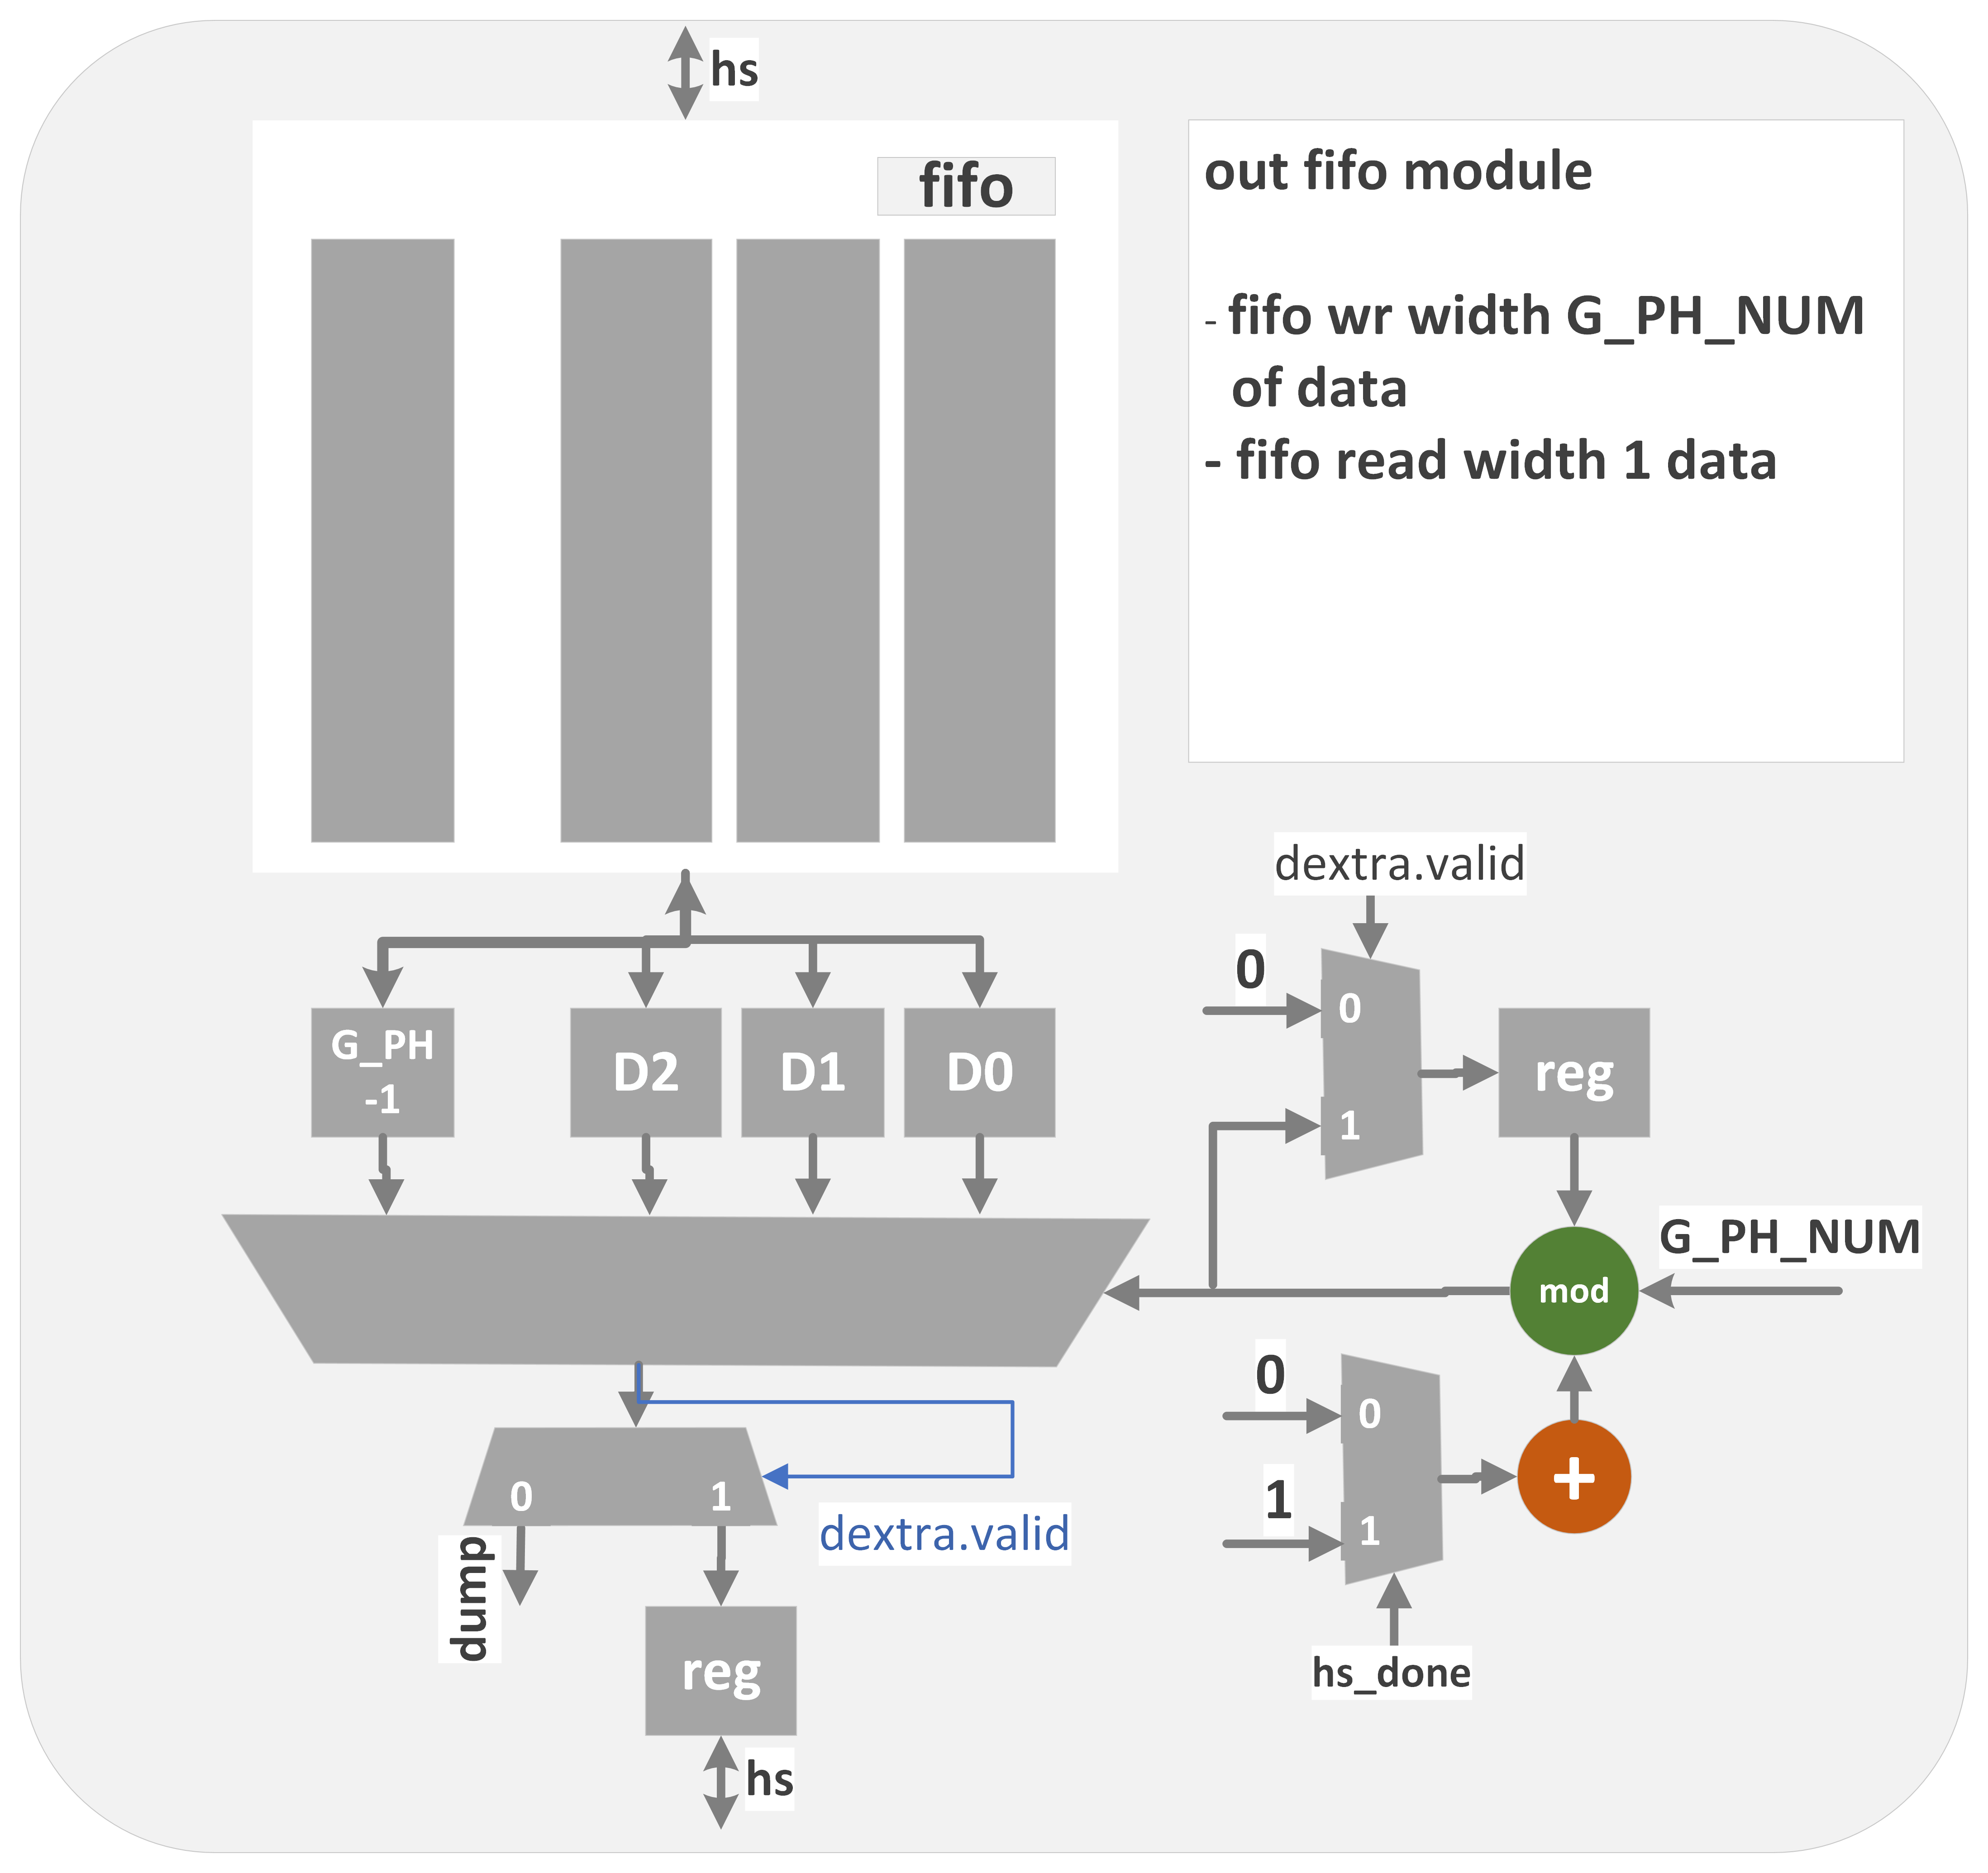 hs
fifo
out fifo module
- fifo wr width G_PH_NUM
of data
- fifo read width 1 data
dextra.valid
0
0
1
reg
G_PH
-1
D2
D1
D0
G_PH_NUM
mod
0
0
1
1
+
hs_done
0
1
dextra.valid
dump
reg
hs